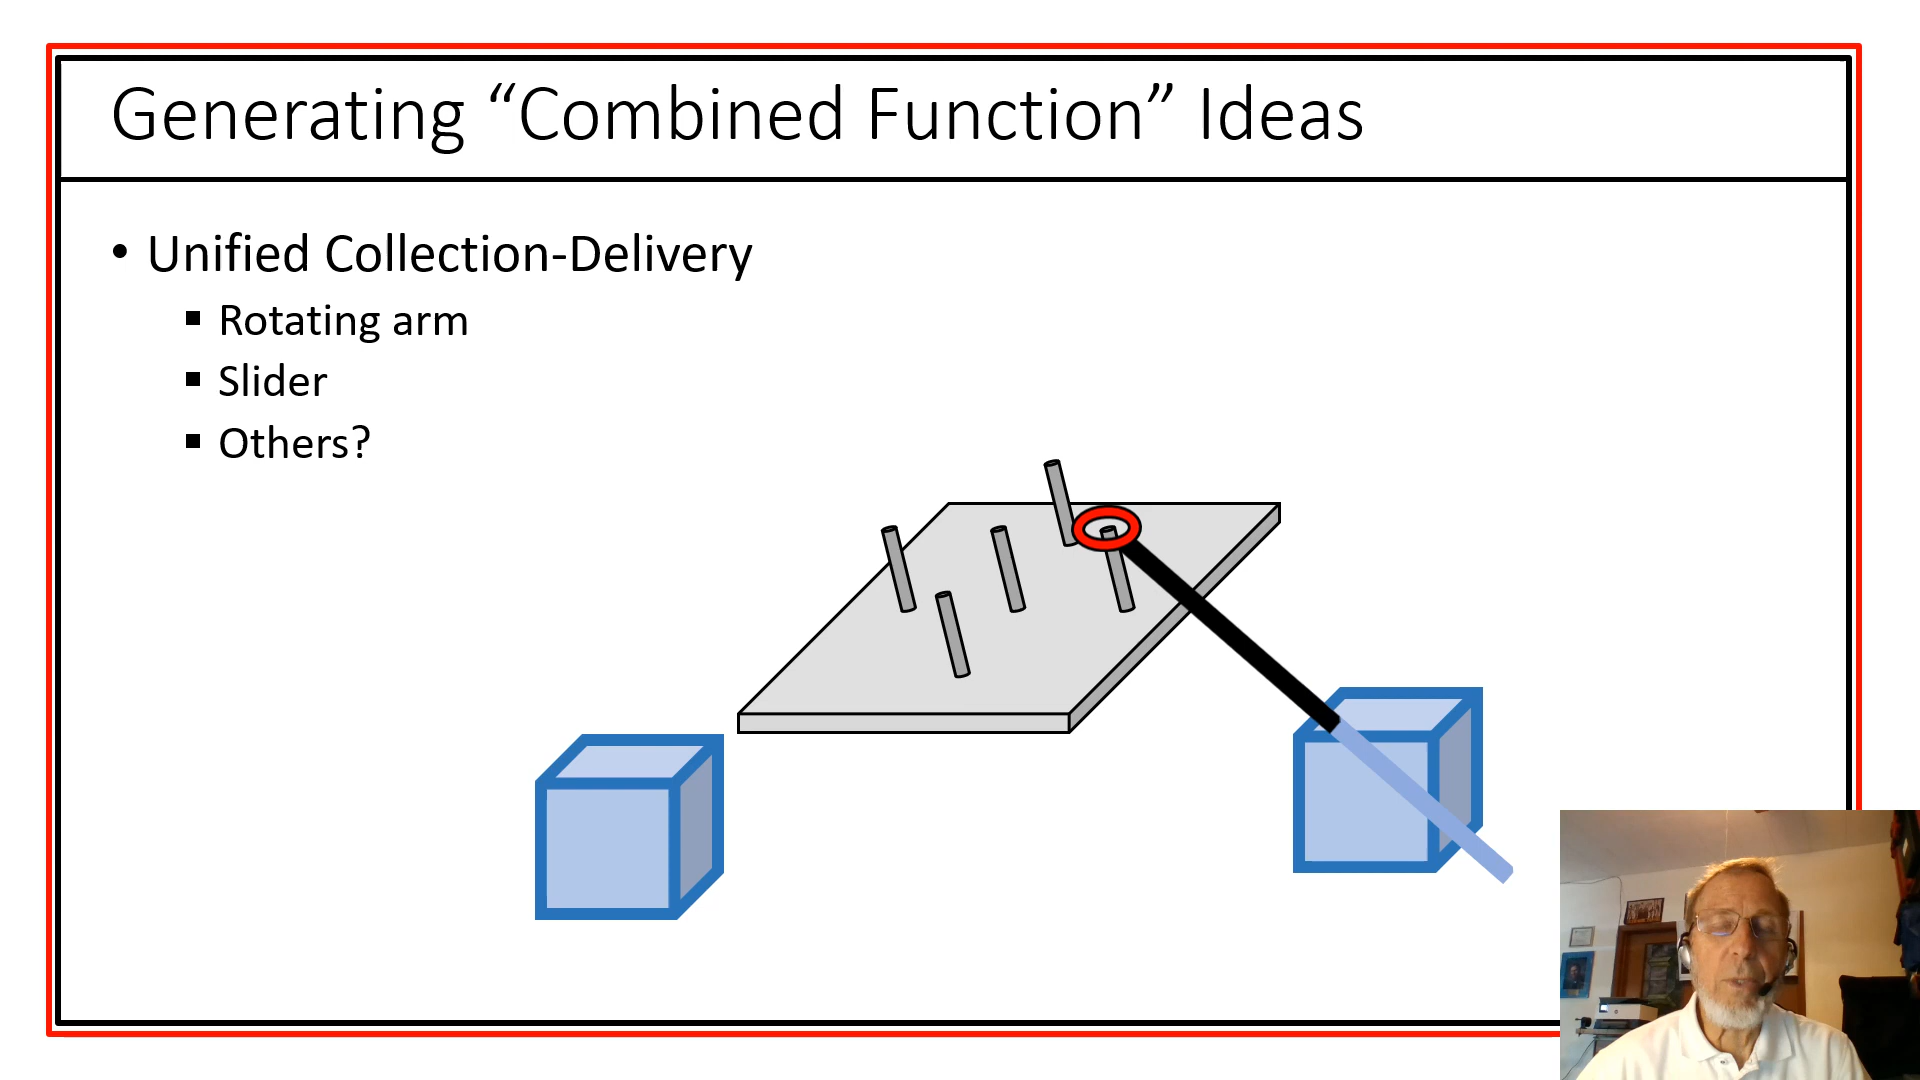 Generating “Combined Function” Ideas
• Unified Collection-Delivery
▪ Rotating arm
▪ Slider
▪ Others?